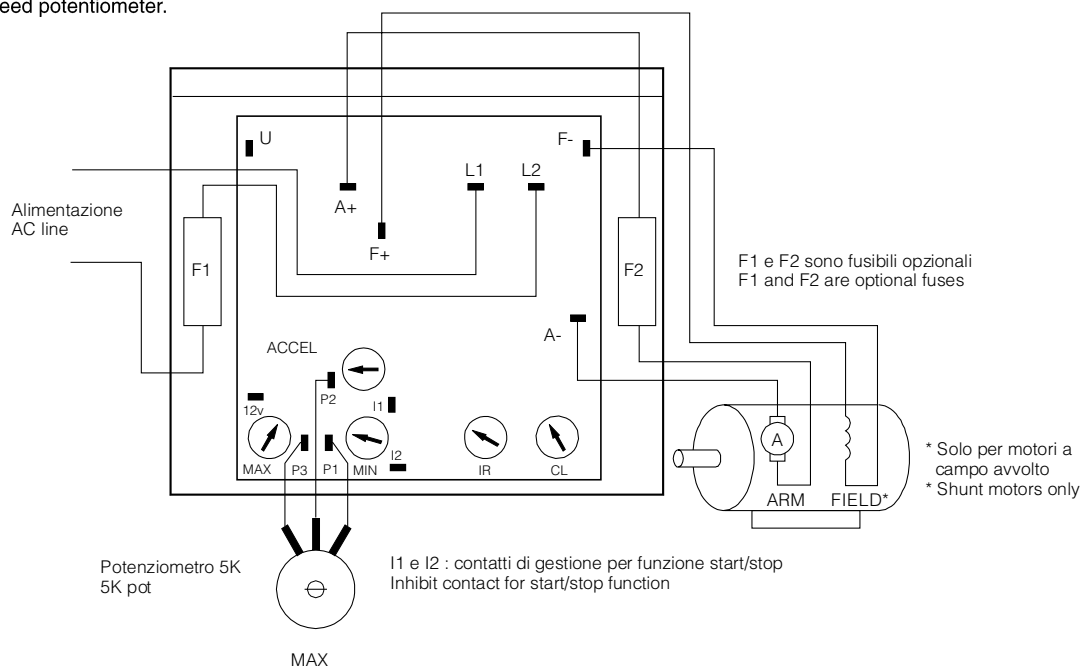 eed potentiometer.
U
F-
L1
L2
A+
F+
Alimentazione
AC line
F1
F2
F1 e F2 sono fusibili opzionali
F1 and F2 are optional fuses
A-
ACCEL
P2
I1
12v
A
I2
MAX
P3
P1
MIN
IR
CL
ARM
FIELD*
* Solo per motori a
campo avvolto
* Shunt motors only
Potenziometro 5K
5K pot
I1 e I2 : contatti di gestione per funzione start/stop
Inhibit contact for start/stop function
MAX